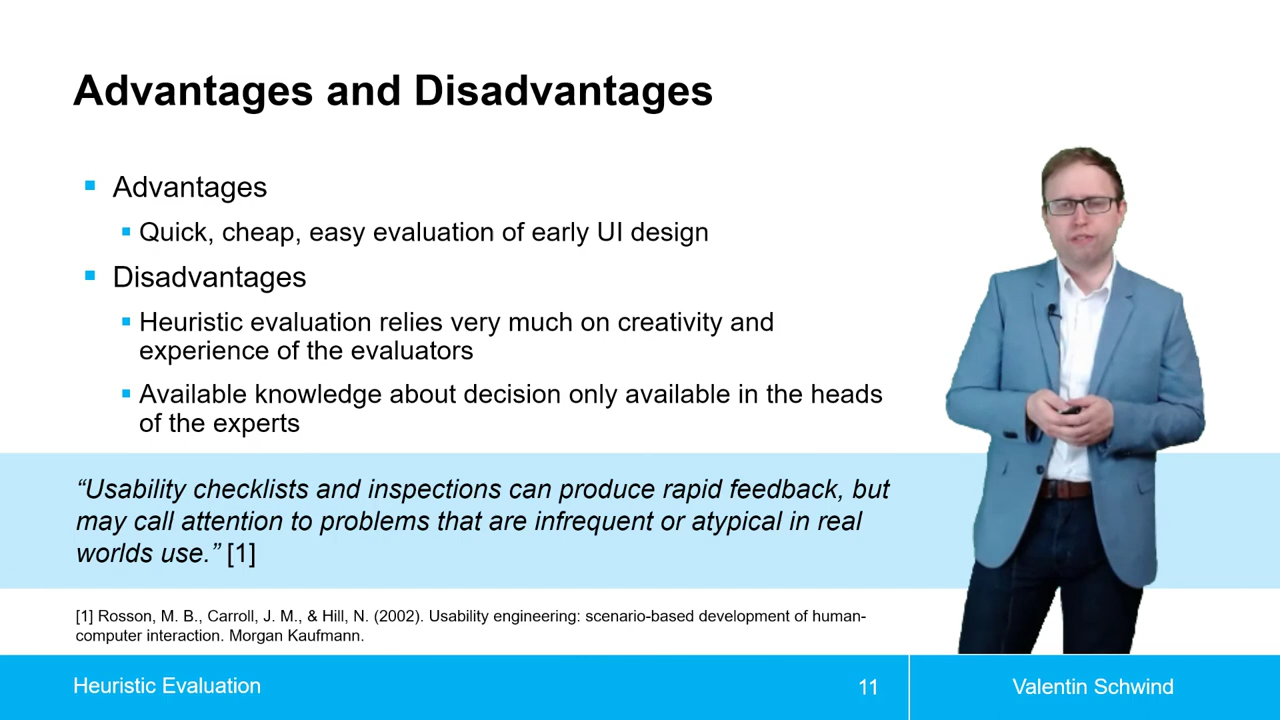 Advantages and Disadvantages
Advantages
Quick, cheap, easy evaluation of early UI design
Disadvantages
Heuristic evaluation relies very much on creativity and
experience of the evaluators
Available knowledge about decision only available in the heads
of the experts
“Usability checklists and inspections can produce rapid feedback, but
may call attention to problems that are infrequent or atypical in real
worlds use.” [1]
[1] Rosson, M. B., Carroll, J. M., & Hill, N. (2002). Usability engineering: scenario-based development of human-
computer interaction. Morgan Kaufmann.
Heuristic Evaluation
11
Valentin Schwind